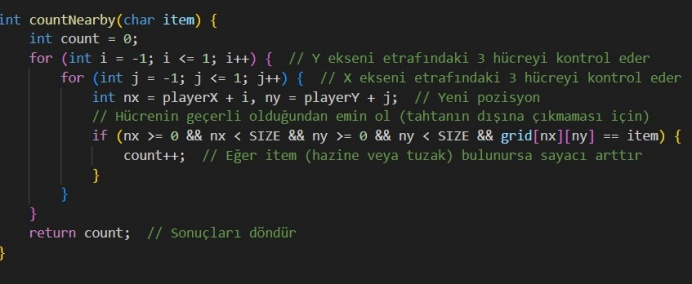 int countNearby(char item) {
    int count = 0;
    for (int i = -1; i <= 1; i++) {  // Y ekseni etrafındaki 3 hücreyi kontrol eder
        for (int j = -1; j <= 1; j++) {  // X ekseni etrafındaki 3 hücreyi kontrol eder
            int nx = playerX + i, ny = playerY + j;  // Yeni pozisyon
            // Hücrenin geçerli olduğundan emin ol (tahtanın dışına çıkmaması için)
            if (nx >= 0 && nx < SIZE && ny >= 0 && ny < SIZE && grid[nx][ny] == item) {
                count++;  // Eğer item (hazine veya tuzak) bulunursa sayacı arttır
            }
        }
    }
    return count;  // Sonuçları döndür
}